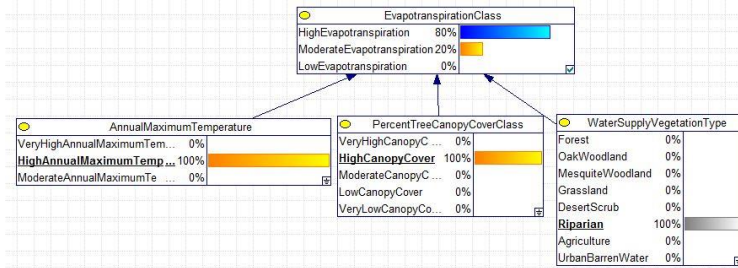 EvapotranspirationClass
HighEvapotranspiration 80%
ModerateEvapotranspiration 20%
LowEvapotranspiration 0%
AnnualMaximumTemperature
VeryHighAnnualMaximumTem... 0%
HighAnnualMaximumTemp... 100%
ModerateAnnualMaximumTe ... 0%
PercentTreeCanopyCoverClass
VeryHighCanopyC ... 0%
HighCanopyCover 100%
ModerateCanopyC ... 0%
LowCanopyCover 0%
VeryLowCanopyCo... 0%
WaterSupplyVegetationType
Forest 0%
OakWoodland 0%
MesquiteWoodland 0%
Grassland 0%
DesertScrub 0%
Riparian 100%
Agriculture 0%
UrbanBarrenWater 0%